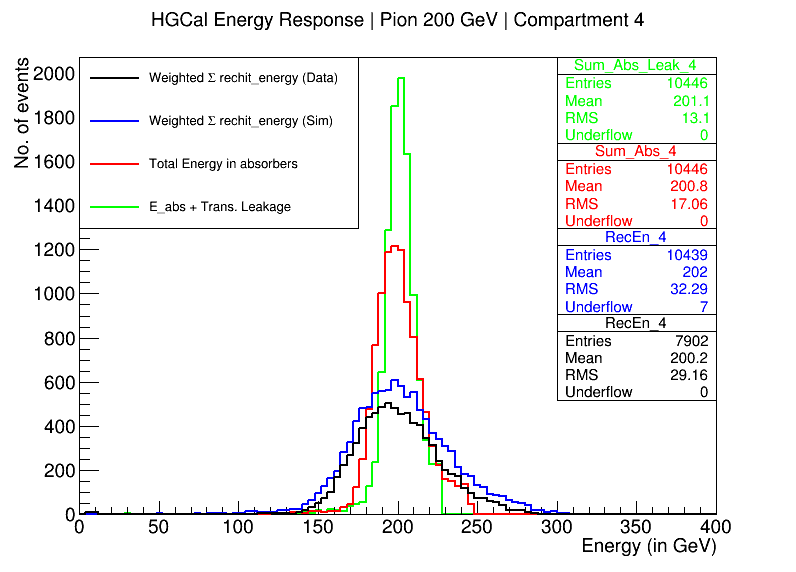 HGCal Energy Response | Pion 200 GeV | Compartment 4
No. of events
2000
1800
1600
1400
1200
1000
800
600
400
200
0
Weighted Σ rechit_energy (Data)
Weighted Σ rechit_energy (Sim)
Total Energy in absorbers
E_abs + Trans. Leakage
Sum_Abs_Leak_4
Entries 10446
Mean 201.1
RMS 13.1
Underflow 0
Sum_Abs_4
Entries 10446
Mean 200.8
RMS 17.06
Underflow 0
RecEn_4
Entries 10439
Mean 202
RMS 32.29
Underflow 7
RecEn_4
Entries 7902
Mean 200.2
RMS 29.16
Underflow 0
0 50 100 150 200 250 300 350 400
Energy (in GeV)